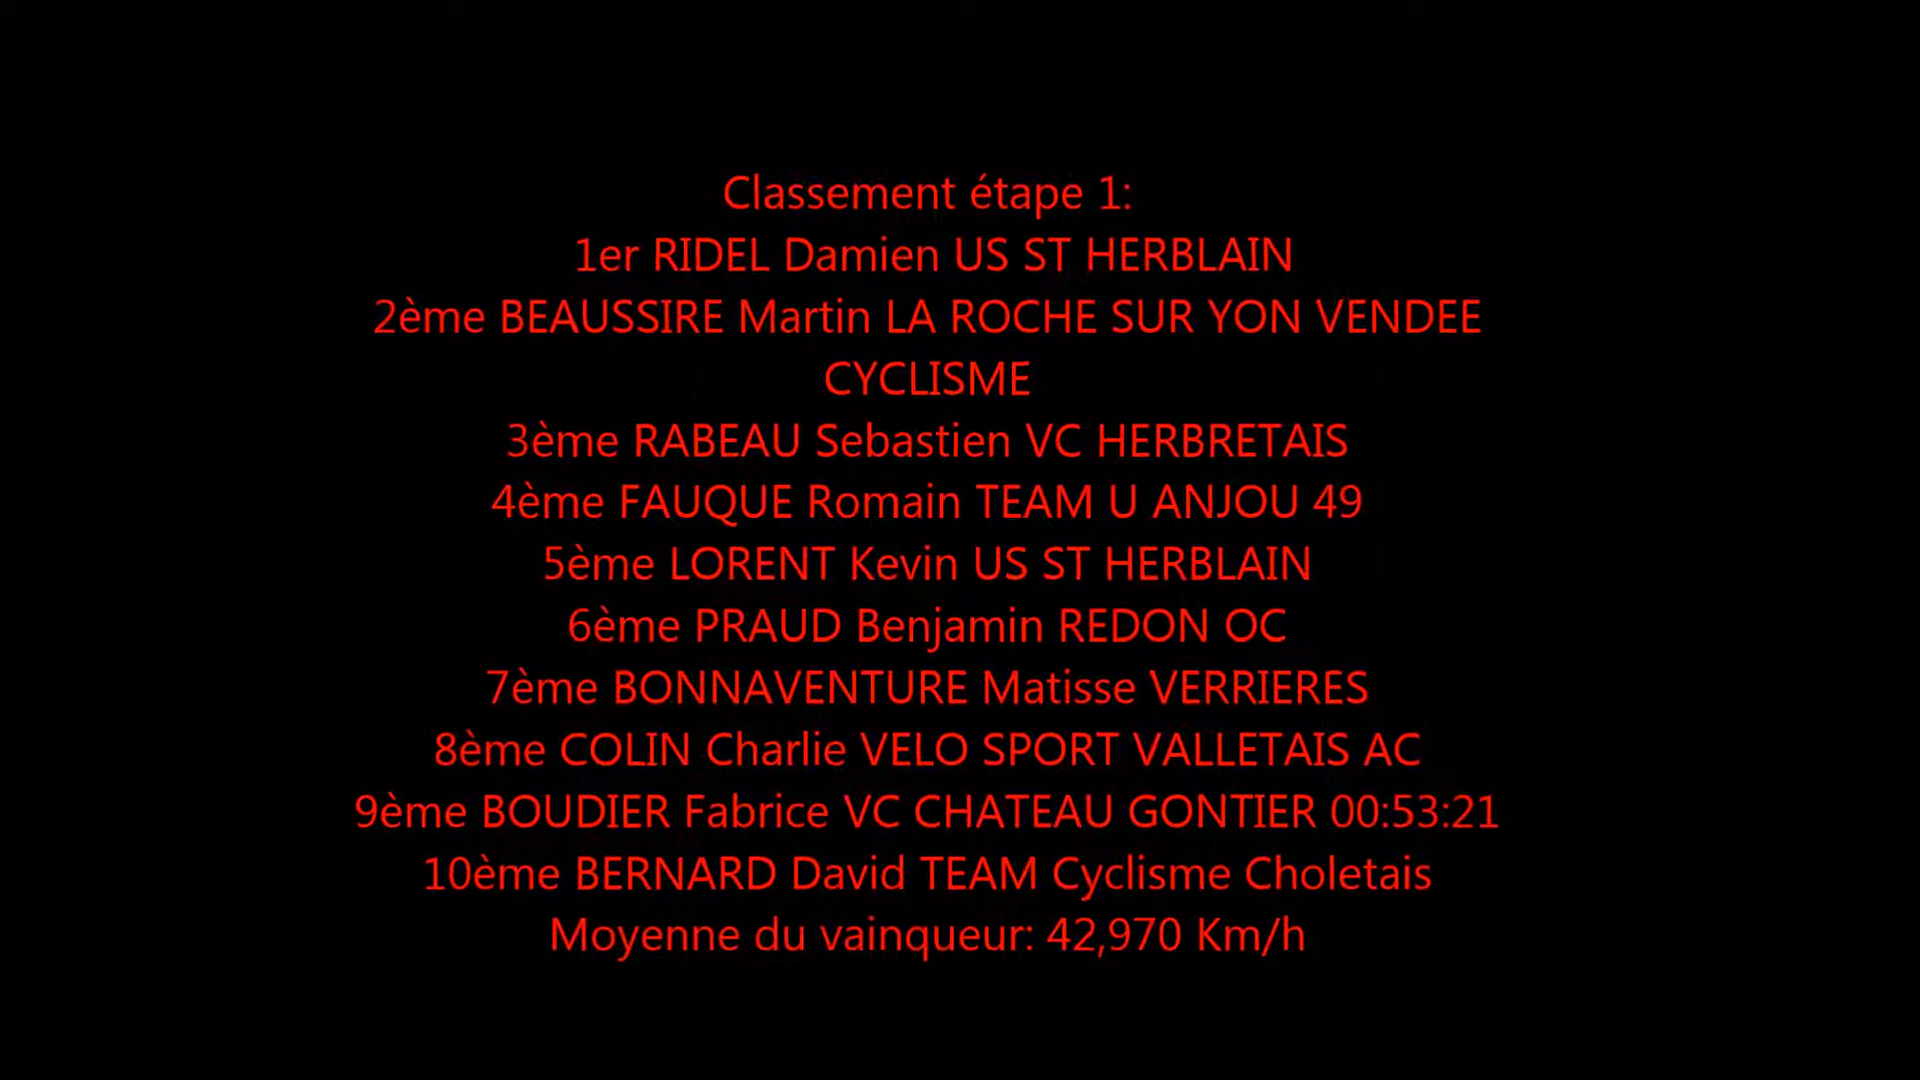 Classement étape 1:
1er RIDEL Damien US ST HERBLAIN
2ème BEAUSSIRE Martin LA ROCHE SUR YON VENDEE
CYCLISME
3ème RABEAU Sebastien VC HERBRETAIS
4ème FAUQUE Romain TEAM U ANJOU 49
5ème LORENT Kevin US ST HERBLAIN
6ème PRAUD Benjamin REDON OC
7ème BONNAVENTURE Matisse VERRIERES
8ème COLIN Charlie VELO SPORT VALLETAIS AC
9ème BOUDIER Fabrice VC CHATEAU GONTIER 00:53:21
10ème BERNARD David TEAM Cyclisme Choletais
Moyenne du vainqueur: 42,970 Km/h